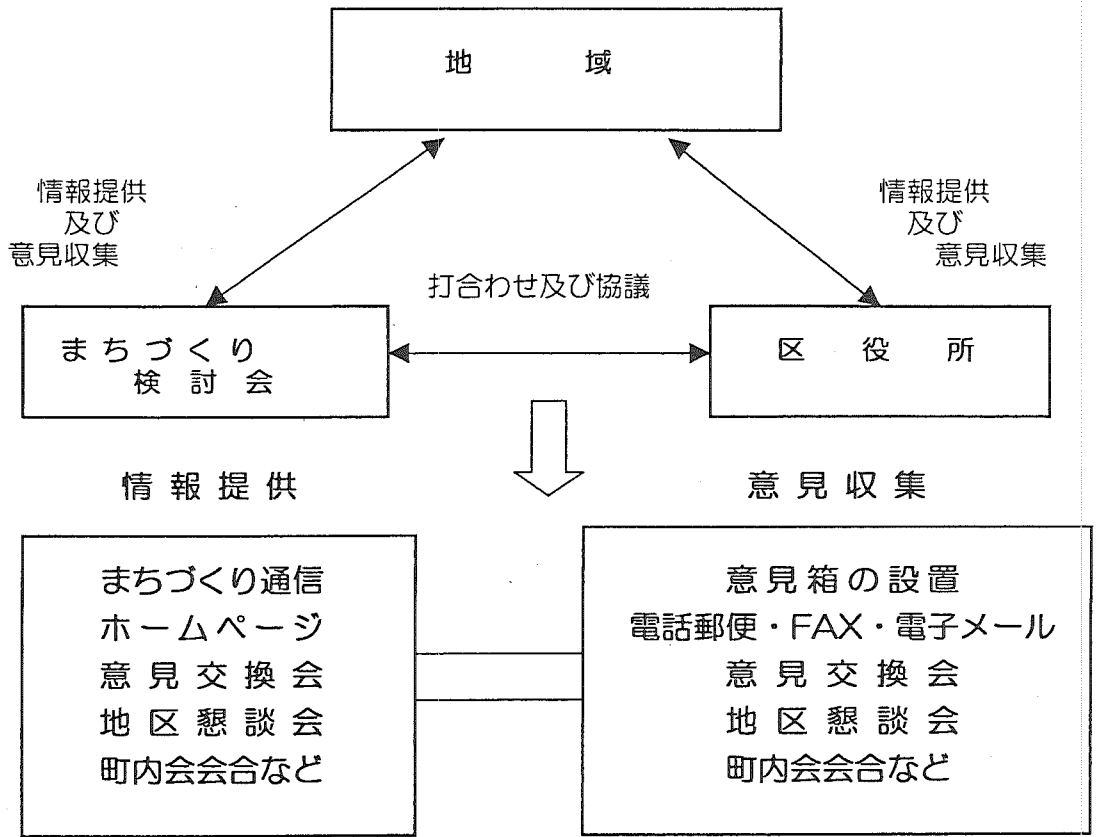 地域
情報提供
及び
意見収集
情報提供
及び
意見収集
打合わせ及び協議
まちづくり
検討会
区役所
情報提供
意見収集
まちづくり通信
ホームページ
意見交換会
地区懇談会
町内会会合など
意見箱の設置
電話郵便・FAX・電子メール
意見交換会
地区懇談会
町内会会合など